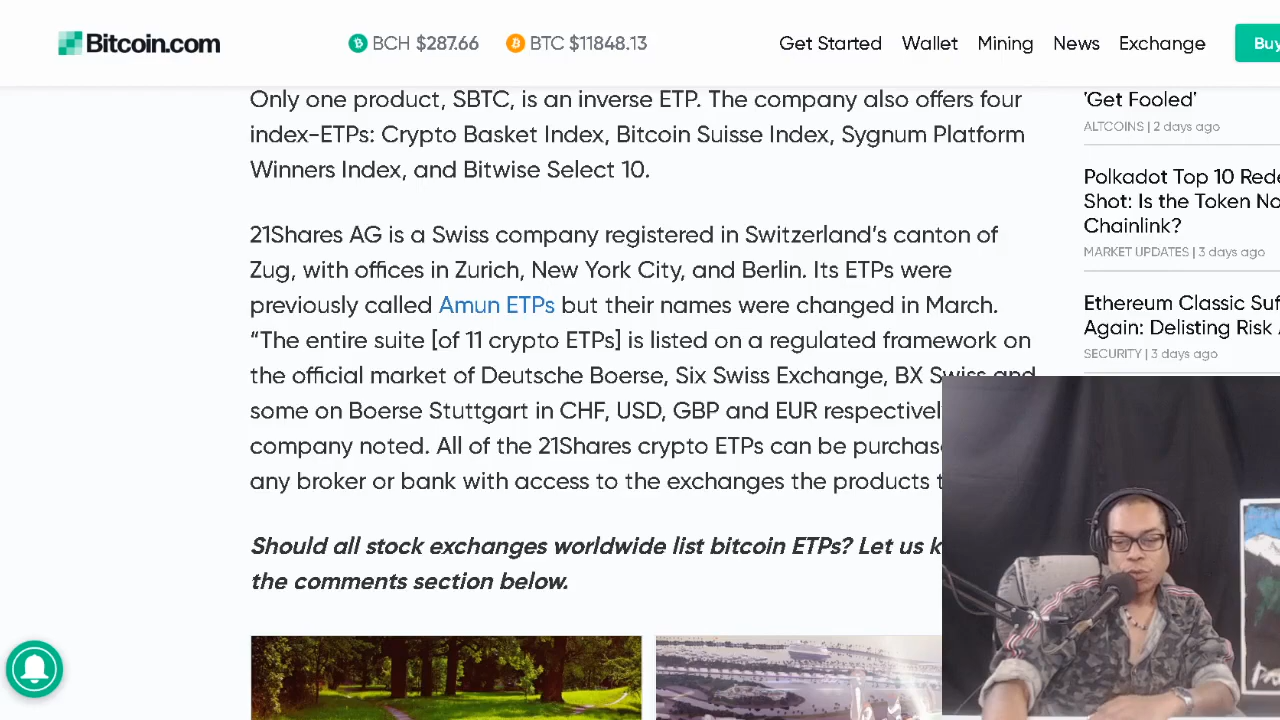 Bitcoin.com
BCH $287.66
BTC $11848.13
Get Started
Wallet
Mining
News
Exchange
Only one product, SBTC, is an inverse ETP. The company also offers four
index-ETPs: Crypto Basket Index, Bitcoin Suisse Index, Sygnum Platform
Winners Index, and Bitwise Select 10.
21Shares AG is a Swiss company registered in Switzerland's canton of
Zug, with offices in Zurich, New York City, and Berlin. Its ETPs were
previously called Amun ETPs but their names were changed in March.
“The entire suite [of 11 crypto ETPs] is listed on a regulated framework on
the official market of Deutsche Boerse, Six Swiss Exchange, BX Swiss and
some on Boerse Stuttgart in CHF, USD, GBP and EUR
company noted. All of the 21Shares crypto ETPs can be
any broker or bank with access to the exchanges the products
Should all stock exchanges worldwide list bitcoin ETPs? Let us
the comments section below.
'Get Fooled'
ALTCOINS | 2 days ago
Polkadot Top 10
Shot: Is the Token
Chainlink?
MARKET UPDATES | 3 days ago
Ethereum Classic
Again: Delisting Risk
SECURITY | 3 days ago